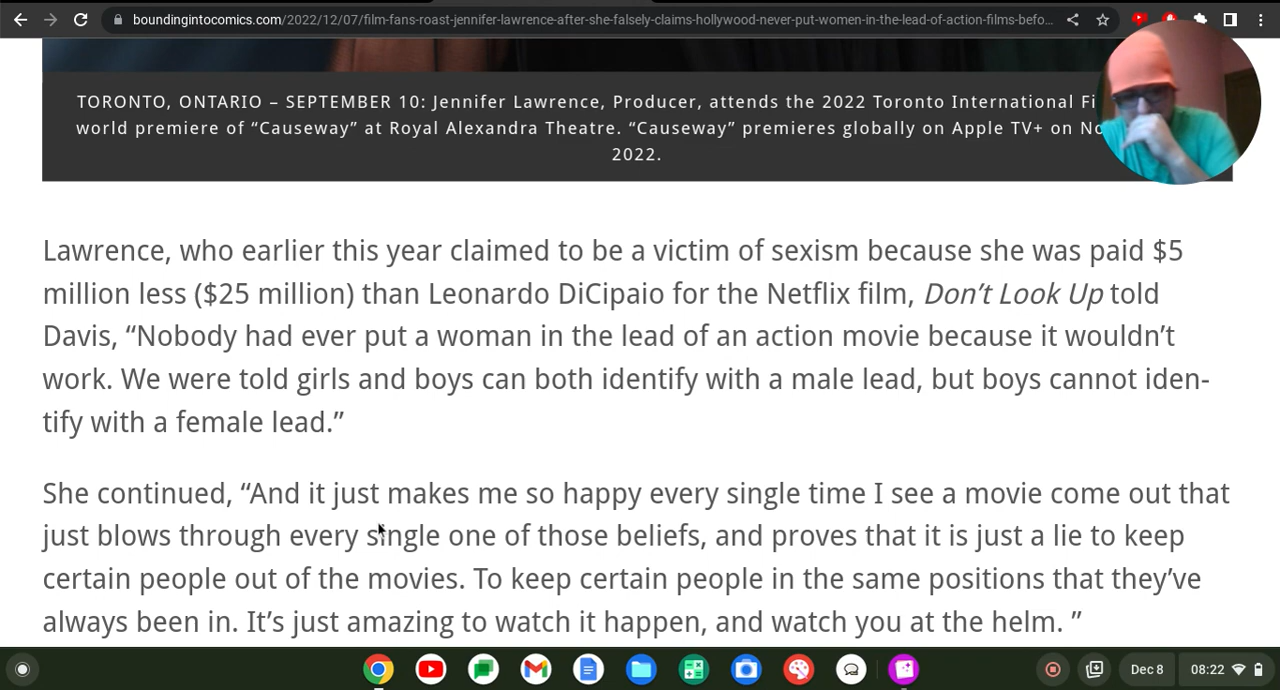 boundingintocomics.com/2022/12/07/film-fans-roast-jennifer-lawrence-after-she-falsely-claims-hollywood-never-put-women-in-the-lead-of-action-films-befo...
TORONTO, ONTARIO – SEPTEMBER 10: Jennifer Lawrence, Producer, attends the 2022 Toronto International Fi
world premiere of “Causeway” at Royal Alexandra Theatre. “Causeway” premieres globally on Apple TV+ on No
2022.
Lawrence, who earlier this year claimed to be a victim of sexism because she was paid $5
million less ($25 million) than Leonardo DiCipaio for the Netflix film, Don’t Look Up told
Davis, “Nobody had ever put a woman in the lead of an action movie because it wouldn’t
work. We were told girls and boys can both identify with a male lead, but boys cannot iden-
tify with a female lead.”
She continued, “And it just makes me so happy every single time I see a movie come out that
just blows through every single one of those beliefs, and proves that it is just a lie to keep
certain people out of the movies. To keep certain people in the same positions that they’ve
always been in. It’s just amazing to watch it happen, and watch you at the helm. ”
Dec 8
08:22